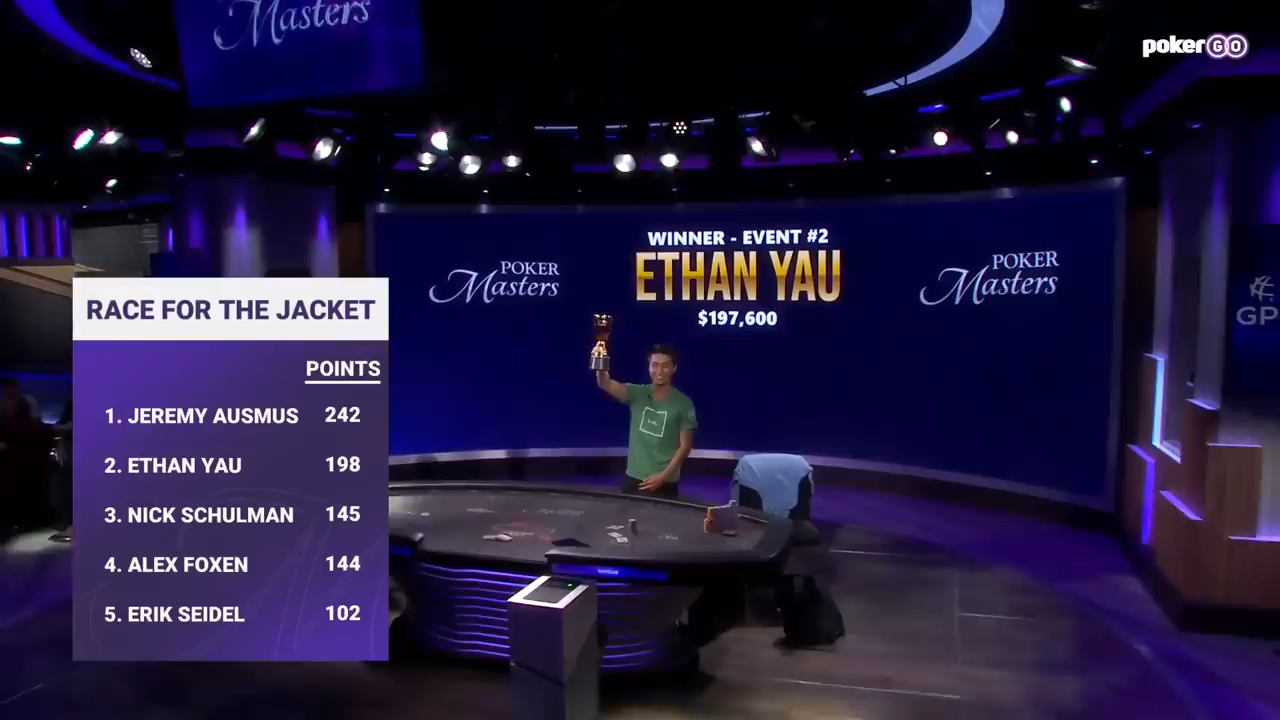 Masters
pokerGO
WINNER - EVENT #2
ETHAN YAU
$197,600
POKER
Masters
POKER
Masters
GP
RACE FOR THE JACKET
POINTS
1. JEREMY AUSMUS 242
2. ETHAN YAU 198
3. NICK SCHULMAN 145
4. ALEX FOXEN 144
5. ERIK SEIDEL 102